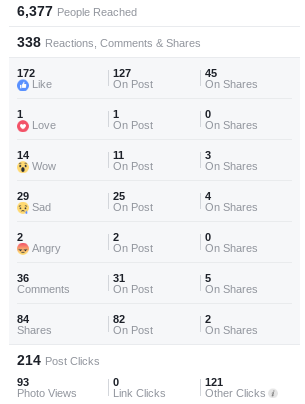 6,377 People Reached
338 Reactions, Comments & Shares
172 127 45
Like On Post On Shares
1 1 0
Love On Post On Shares
14 11 3
Wow On Post On Shares
29 25 4
Sad On Post On Shares
2 2 0
Angry On Post On Shares
36 31 5
Comments On Post On Shares
84 82 2
Shares On Post On Shares
214 Post Clicks
93 0 121
Photo Views Link Clicks Other Clicks i